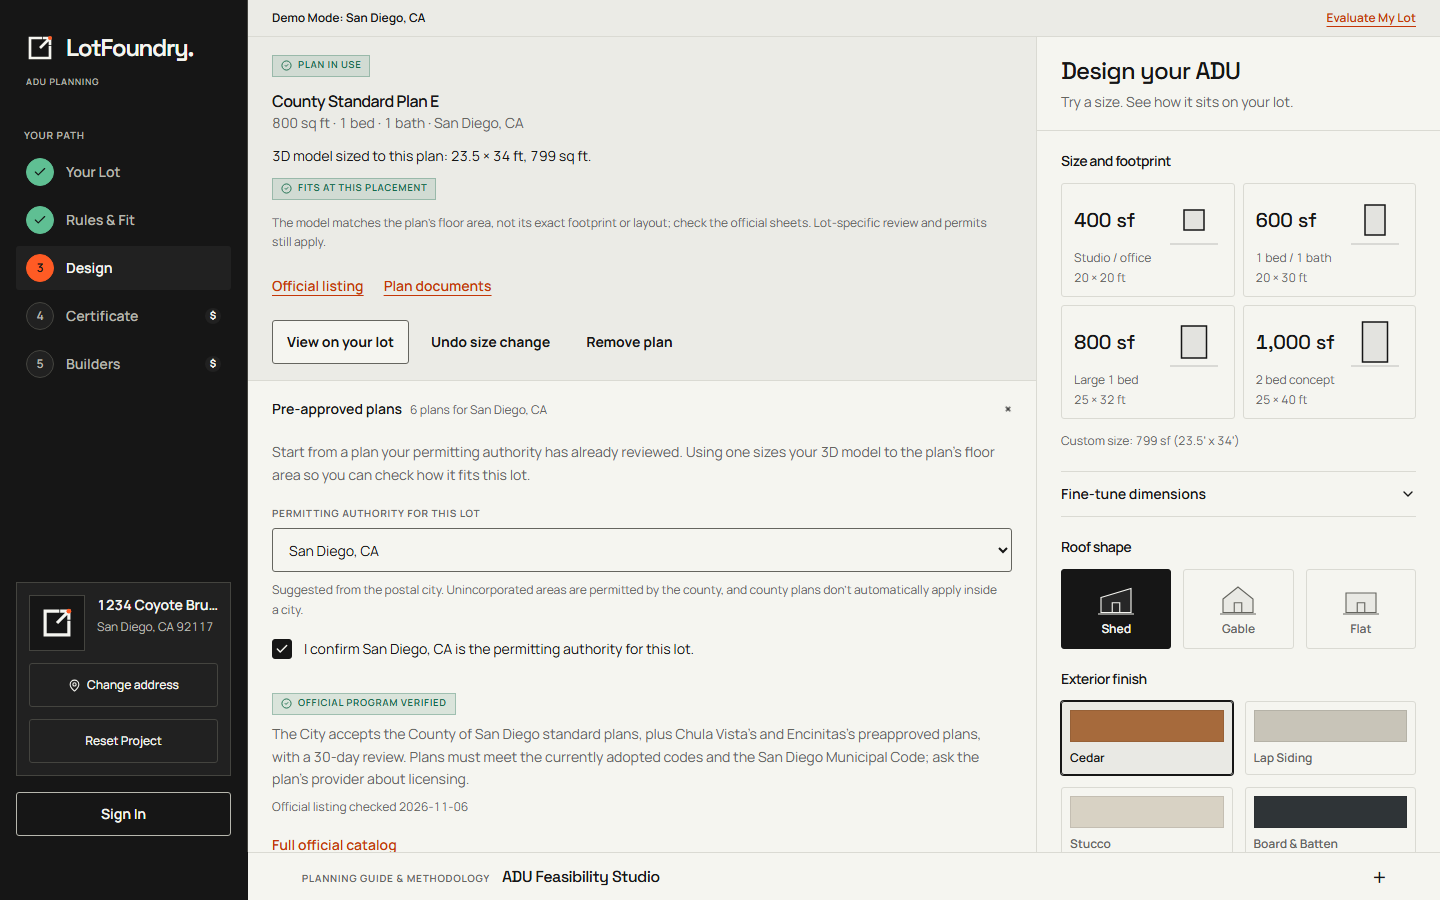 LotFoundry.
ADU PLANNING
YOUR PATH
Your Lot
Rules & Fit
3 Design
4 Certificate $
5 Builders $
1234 Coyote Bru...
San Diego, CA 92117
Change address
Reset Project
Sign In
Demo Mode: San Diego, CA
Evaluate My Lot
PLAN IN USE
County Standard Plan E
800 sq ft · 1 bed · 1 bath · San Diego, CA
3D model sized to this plan: 23.5 × 34 ft, 799 sq ft.
FITS AT THIS PLACEMENT
The model matches the plan's floor area, not its exact footprint or layout; check the official sheets. Lot-specific review and permits
still apply.
Official listing Plan documents
View on your lot Undo size change Remove plan
Pre-approved plans 6 plans for San Diego, CA ×
Start from a plan your permitting authority has already reviewed. Using one sizes your 3D model to the plan's floor
area so you can check how it fits this lot.
PERMITTING AUTHORITY FOR THIS LOT
San Diego, CA
Suggested from the postal city. Unincorporated areas are permitted by the county, and county plans don't automatically apply inside
a city.
I confirm San Diego, CA is the permitting authority for this lot.
OFFICIAL PROGRAM VERIFIED
The City accepts the County of San Diego standard plans, plus Chula Vista's and Encinitas's preapproved plans,
with a 30-day review. Plans must meet the currently adopted codes and the San Diego Municipal Code; ask the
plan's provider about licensing.
Official listing checked 2026-11-06
Full official catalog
Design your ADU
Try a size. See how it sits on your lot.
Size and footprint
400 sf
Studio / office
20 × 20 ft
600 sf
1 bed / 1 bath
20 × 30 ft
800 sf
Large 1 bed
25 × 32 ft
1,000 sf
2 bed concept
25 × 40 ft
Custom size: 799 sf (23.5' x 34')
Fine-tune dimensions
Roof shape
Shed Gable Flat
Exterior finish
Cedar Lap Siding
Stucco Board & Batten
PLANNING GUIDE & METHODOLOGY ADU Feasibility Studio +